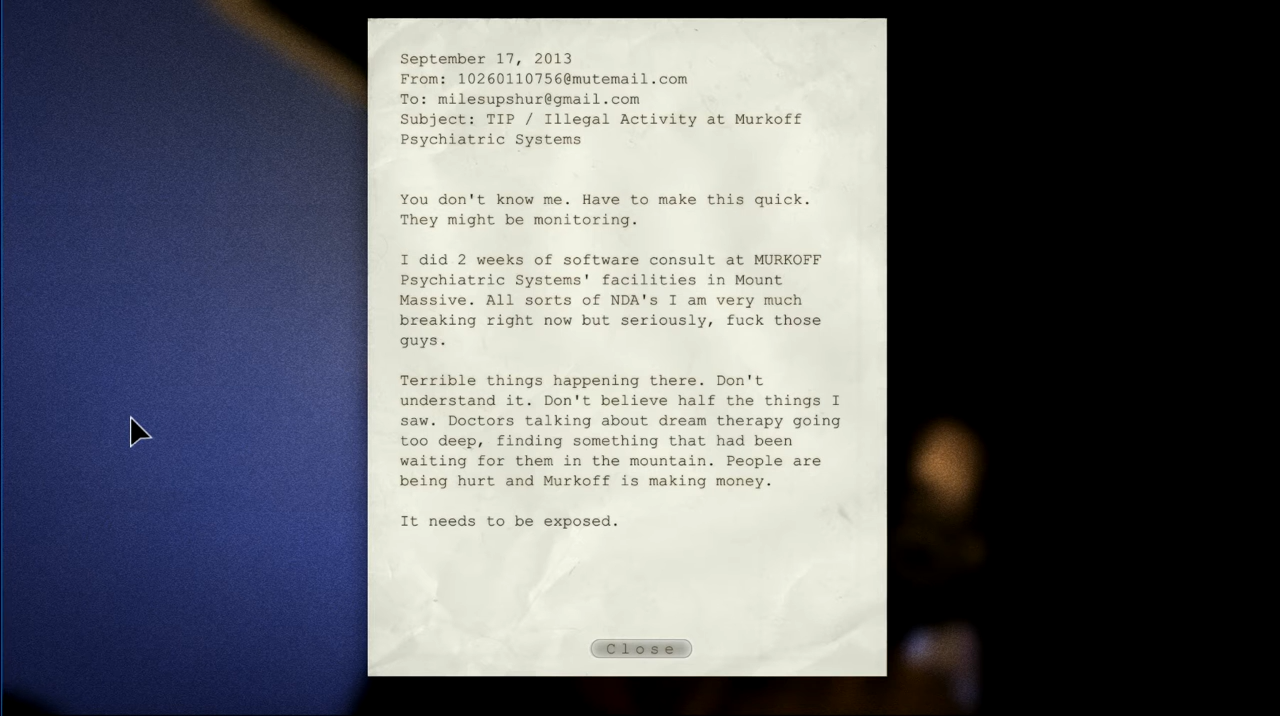 September 17, 2013
From: 10260110756@mutemail.com
To: milesupshur@gmail.com
Subject: TIP / Illegal Activity at Murkoff
Psychiatric Systems
You don't know me. Have to make this quick.
They might be monitoring.
I did 2 weeks of software consult at MURKOFF
Psychiatric Systems' facilities in Mount
Massive. All sorts of NDA's I am very much
breaking right now but seriously, fuck those
guys.
Terrible things happening there. Don't
understand it. Don't believe half the things I
saw. Doctors talking about dream therapy going
too deep, finding something that had been
waiting for them in the mountain. People are
being hurt and Murkoff is making money.
It needs to be exposed.
Close